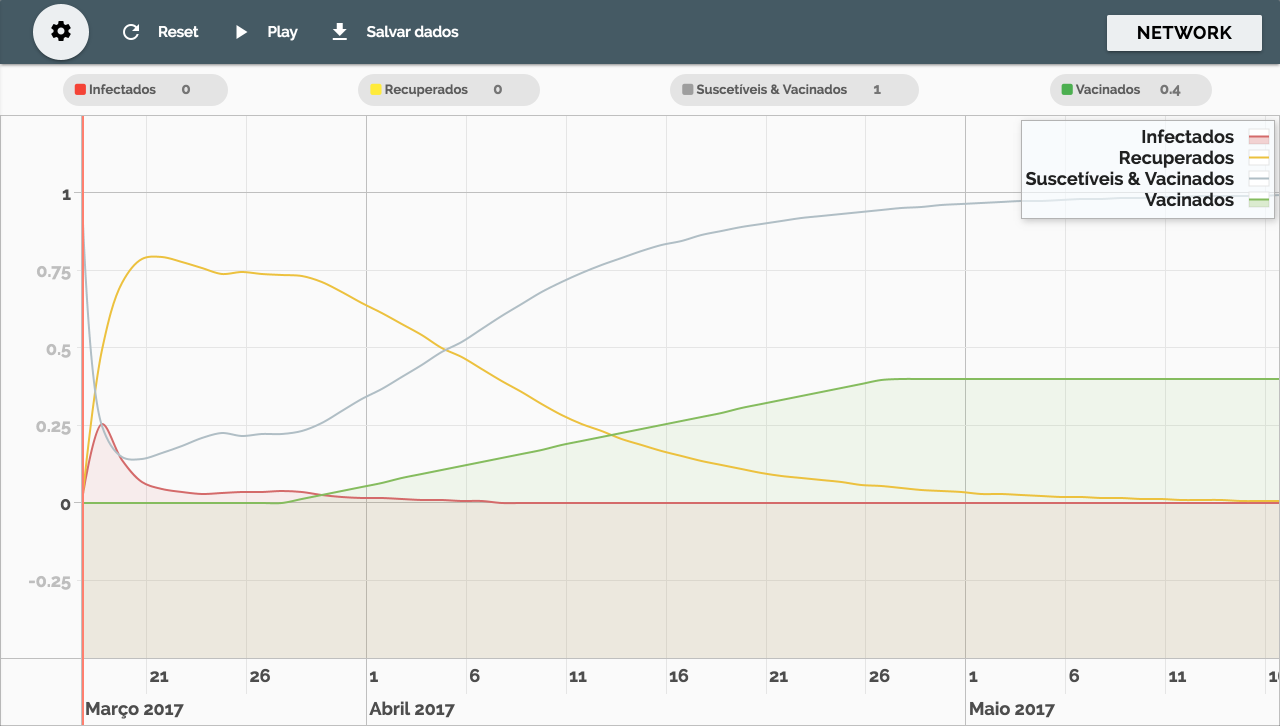 Reset Play Salvar dados NETWORK
Infectados 0 Recuperados 0 Suscetíveis & Vacinados 1 Vacinados 0.4
Infectados
Recuperados
Suscetíveis & Vacinados
Vacinados
1
0.75
0.5
0.25
0
-0.25
21 26 1 6 11 16 21 26 1 6 11
Março 2017 Abril 2017 Maio 2017